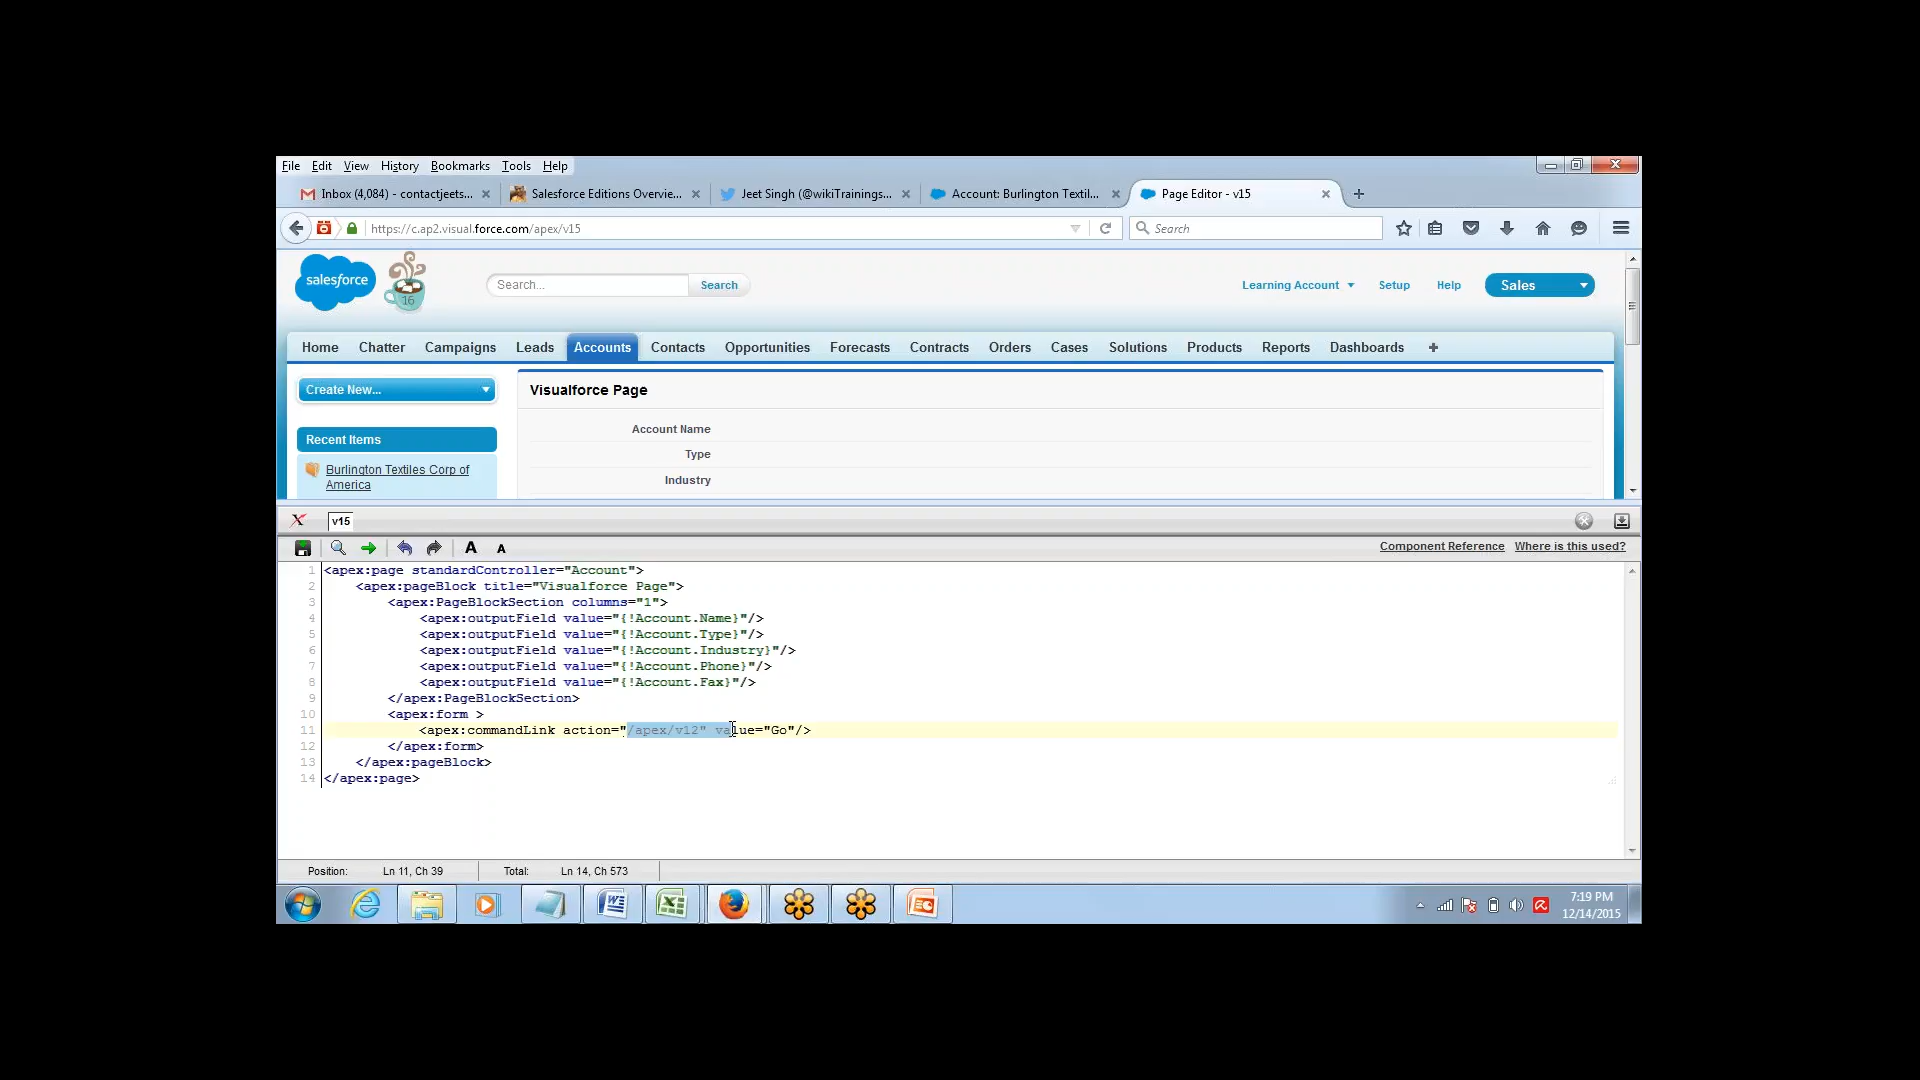 File Edit View History Bookmarks Tools Help
Inbox (4,084) - contactjeets... Salesforce Editions Overvie... Jeet Singh (@wikiTrainings... Account: Burlington Textil... Page Editor - v15
https://c.ap2.visual.force.com/apex/v15 Search
salesforce 16 Search... Search Learning Account Setup Help Sales
Home Chatter Campaigns Leads Accounts Contacts Opportunities Forecasts Contracts Orders Cases Solutions Products Reports Dashboards +
Create New... Visualforce Page
Account Name
Recent Items
Type
Burlington Textiles Corp of
America
Industry
v15
A A Component Reference Where is this used?
1 <apex:page standardController="Account">
2 <apex:pageBlock title="Visualforce Page">
3 <apex:PageBlockSection columns="1">
4 <apex:outputField value="{!Account.Name}"/>
5 <apex:outputField value="{!Account.Type}"/>
6 <apex:outputField value="{!Account.Industry}"/>
7 <apex:outputField value="{!Account.Phone}"/>
8 <apex:outputField value="{!Account.Fax}"/>
9 </apex:PageBlockSection>
10 <apex:form >
11 <apex:commandLink action="/apex/v12" value="Go"/>
12 </apex:form>
13 </apex:pageBlock>
14 </apex:page>
Position: Ln 11, Ch 39 Total: Ln 14, Ch 573
7:19 PM
12/14/2015